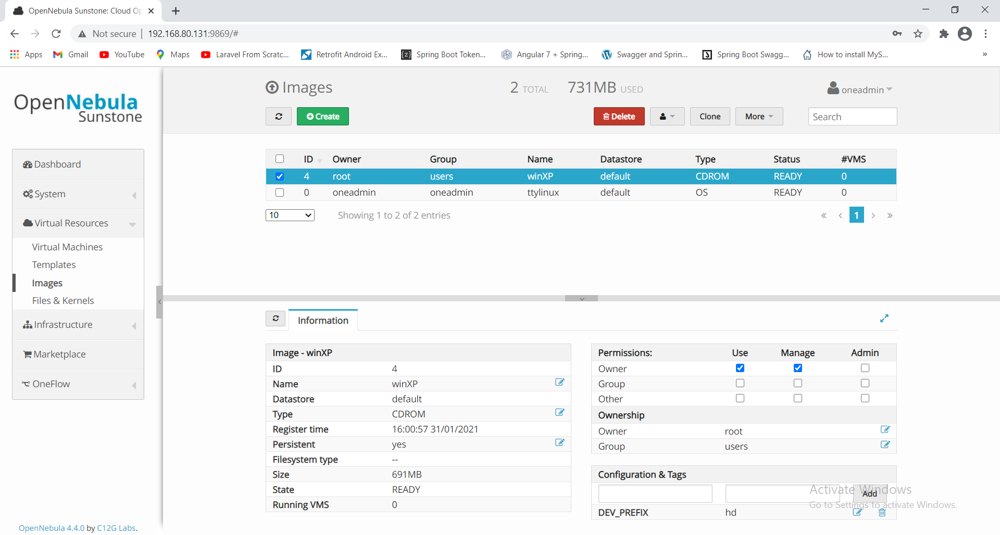 OpenNebula Sunstone: Cloud Op
Not secure 192.168.80.131:9869/#
Apps Gmail YouTube Maps Laravel From Scratc... Retrofit Android Ex... Spring Boot Token... Angular 7 + Spring... Swagger and Sprin... Spring Boot Swagg... How to install MyS... »
OpenNebula
Sunstone
Images 2 TOTAL 731MB USED oneadmin
Create Delete Clone More Search
Dashboard
System
Virtual Resources
Virtual Machines
Templates
Images
Files & Kernels
Infrastructure
Marketplace
OneFlow
ID Owner Group Name Datastore Type Status #VMS
4 root users winXP default CDROM READY 0
0 oneadmin oneadmin ttylinux default OS READY 0
10 Showing 1 to 2 of 2 entries « ‹ 1 › »
Information
Image - winXP
ID 4
Name winXP
Datastore default
Type CDROM
Register time 16:00:57 31/01/2021
Persistent yes
Filesystem type --
Size 691MB
State READY
Running VMS 0
Permissions: Use Manage Admin
Owner
Group
Other
Ownership
Owner root
Group users
Configuration & Tags
Add
DEV_PREFIX hd
Activate Windows
Go to Settings to activate Windows.
OpenNebula 4.4.0 by C12G Labs.